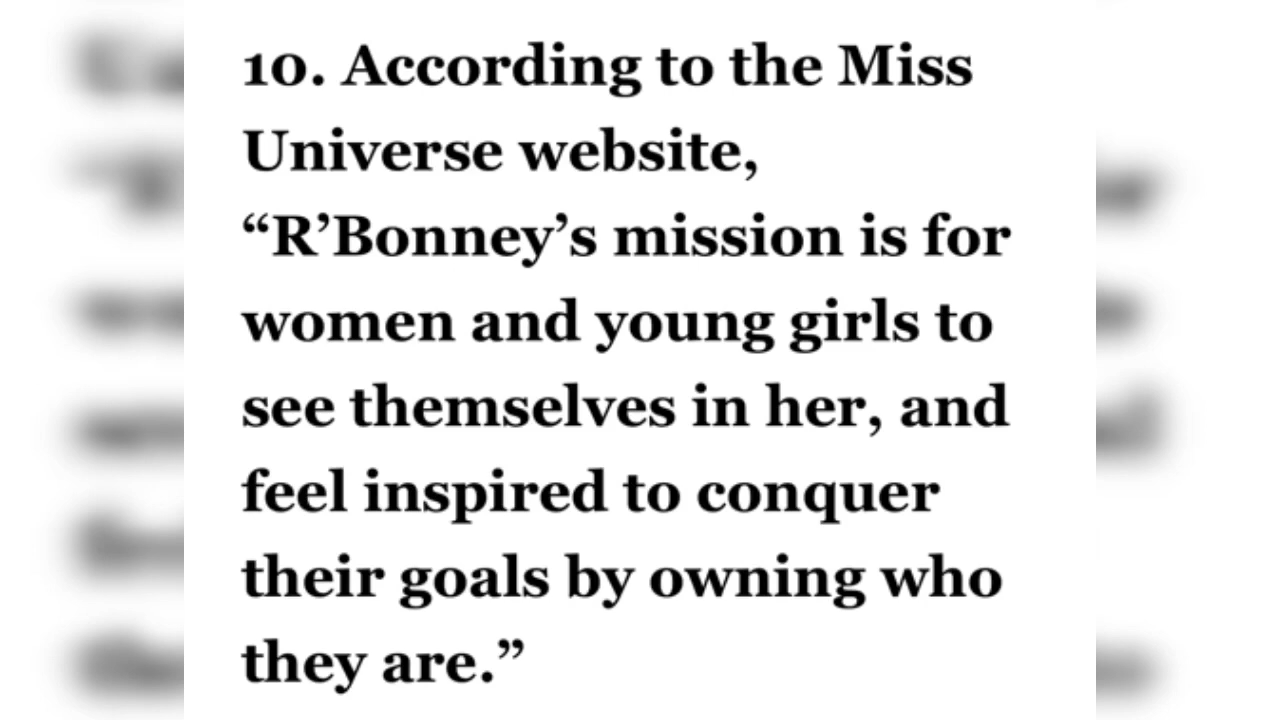 10. According to the Miss
Universe website,
“R’Bonney’s mission is for
women and young girls to
see themselves in her, and
feel inspired to conquer
their goals by owning who
they are.”